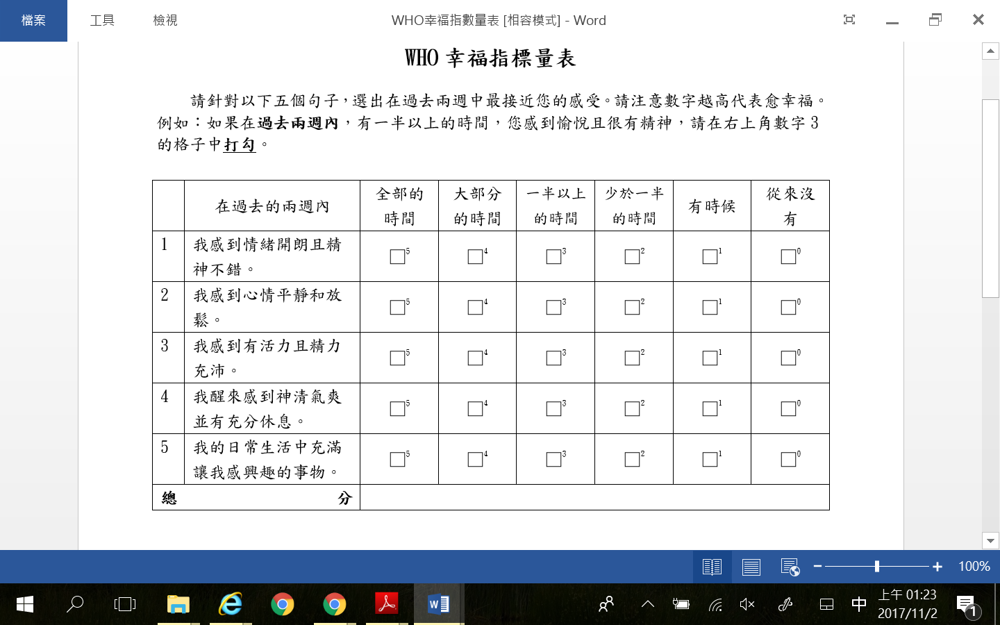 檔案 工具 檢視 WHO幸福指數量表 [相容模式] - Word
WHO 幸福指標量表
請針對以下五個句子，選出在過去兩週中最接近您的感受。請注意數字越高代表愈幸福。
例如：如果在過去兩週內，有一半以上的時間，您感到愉悅且很有精神，請在右上角數字 3
的格子中打勾。
在過去的兩週內 全部的時間 大部分的時間 一半以上的時間 少於一半的時間 有時候 從來沒有
1 我感到情緒開朗且精 □5 □4 □3 □2 □1 □0
神不錯。
2 我感到心情平靜和放 □5 □4 □3 □2 □1 □0
鬆。
3 我感到有活力且精力 □5 □4 □3 □2 □1 □0
充沛。
4 我醒來感到神清氣爽 □5 □4 □3 □2 □1 □0
並有充分休息。
5 我的日常生活中充滿 □5 □4 □3 □2 □1 □0
讓我感興趣的事物。
總 分
100%
中 上午 01:23
2017/11/2
1